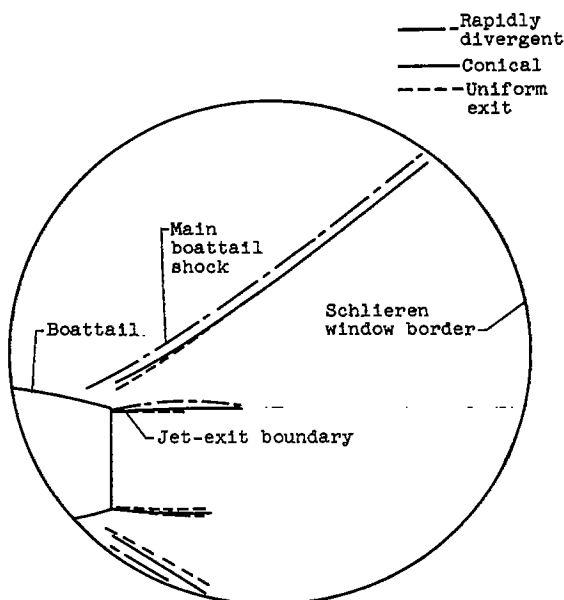 Rapidly
divergent
Conical
Uniform
exit
Main
boattail
shock
Schlieren
window border
Boattail
Jet-exit boundary